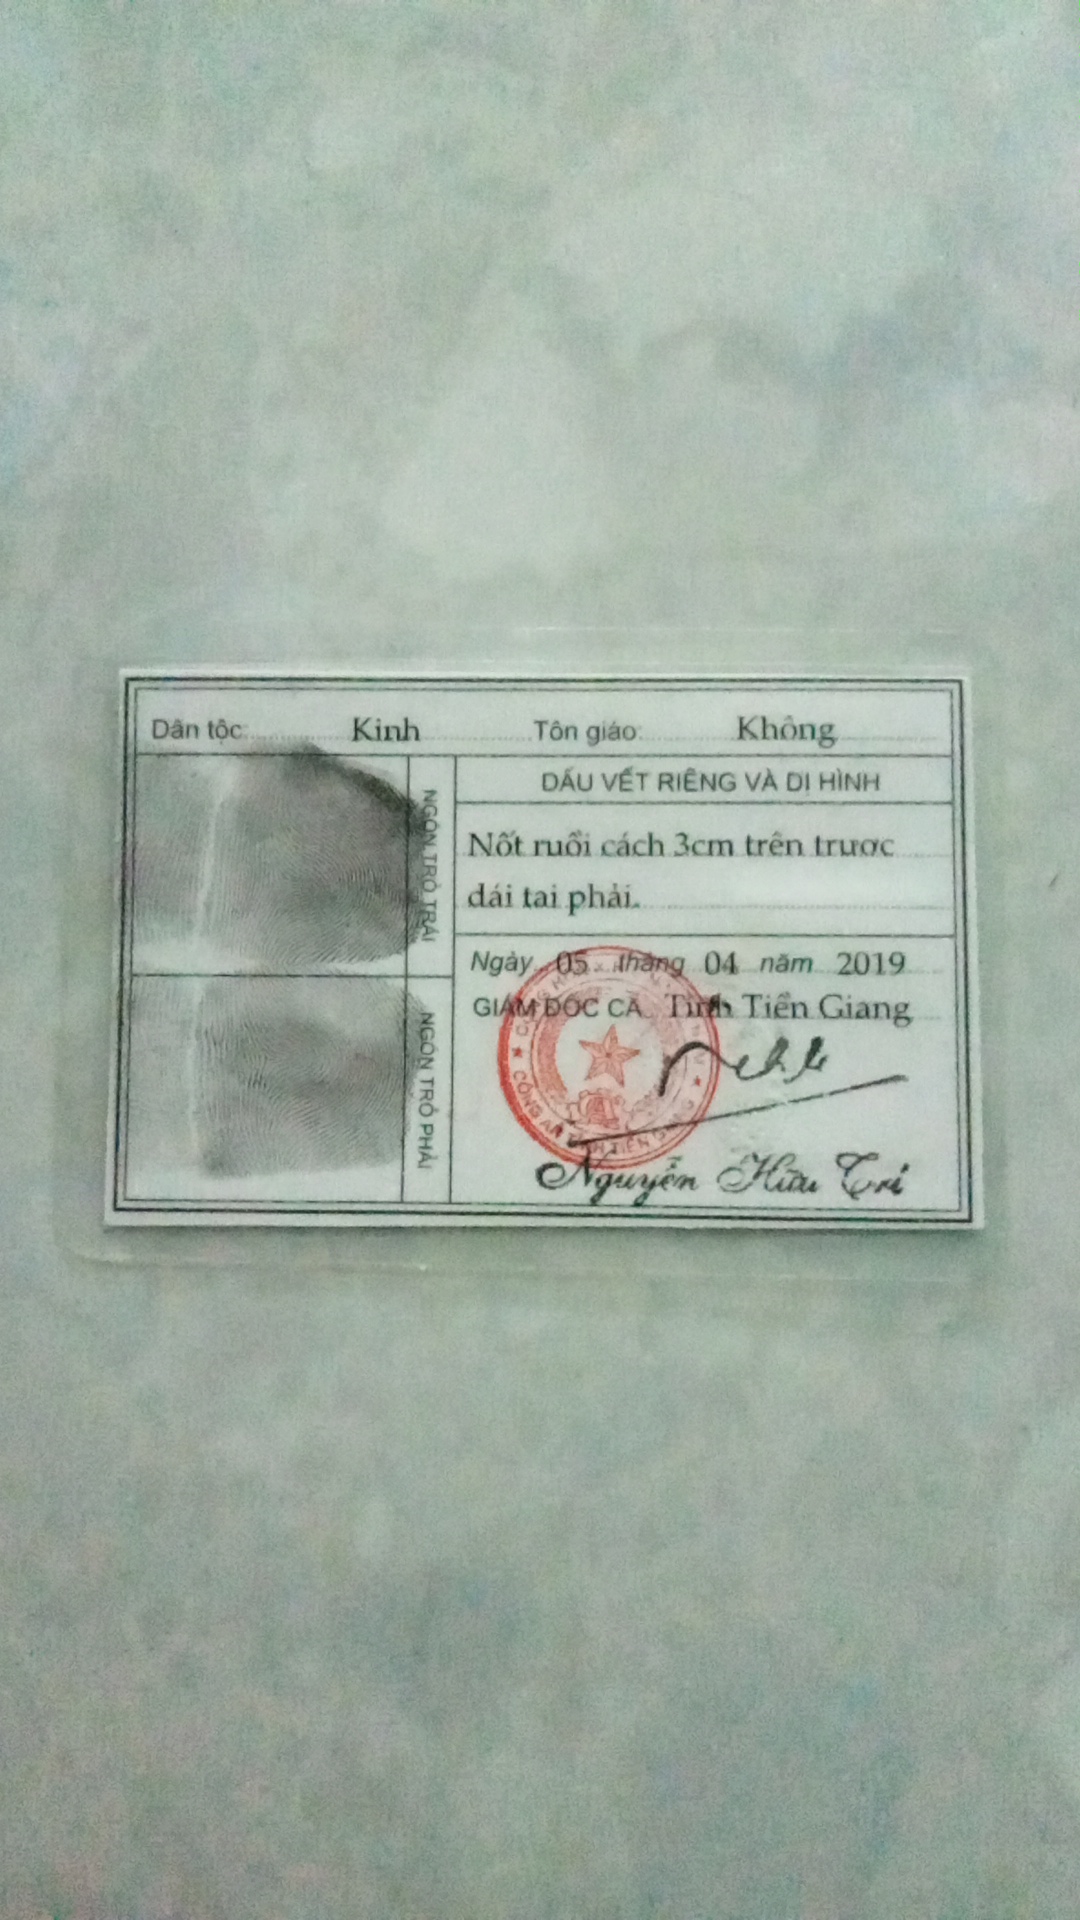 Dân tộc: Kinh Tôn giáo: Không
NGÓN TRỎ TRÁI
NGÓN TRỎ PHẢI
DẤU VẾT RIÊNG VÀ DỊ HÌNH
Nốt ruồi cách 3cm trên trươc
dái tai phải.
Ngày 05 tháng 04 năm 2019
GIÁM ĐỐC CA Tỉnh Tiền Giang
CÔNG AN TỈNH TIỀN GIANG
Nguyễn Hữu Trí